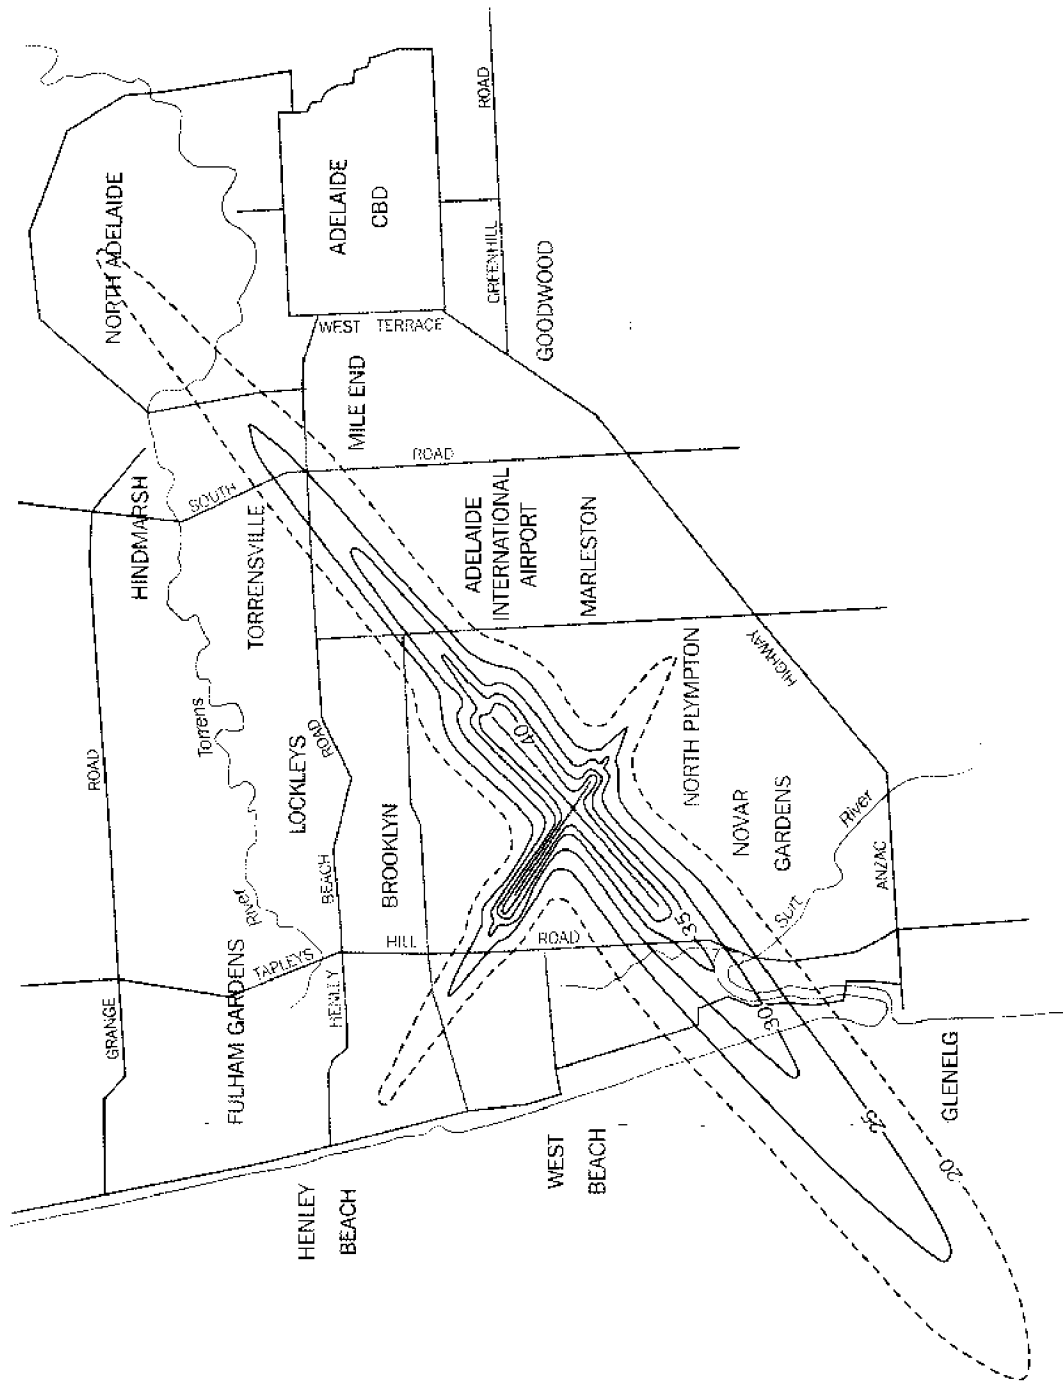 NORTH ADELAIDE
ADELAIDE
CBD
ROAD
GREENHILL
GOODWOOD
WEST TERRACE
MILE END
ROAD
SOUTH
HINDMARSH
TORRENSVILLE
ADELAIDE
INTERNATIONAL
AIRPORT
MARLESTON
HIGHWAY
NORTH PLYMPTON
NOVAR
GARDENS
River
ANZAC
40
ROAD
Torrens
LOCKLEYS
ROAD
BROOKLYN
BEACH
River
HILL
ROAD
35
TAPLEYS
FULHAM GARDENS
GRANGE
HENLEY
30
25
20
GLENELG
WEST
BEACH
HENLEY
BEACH